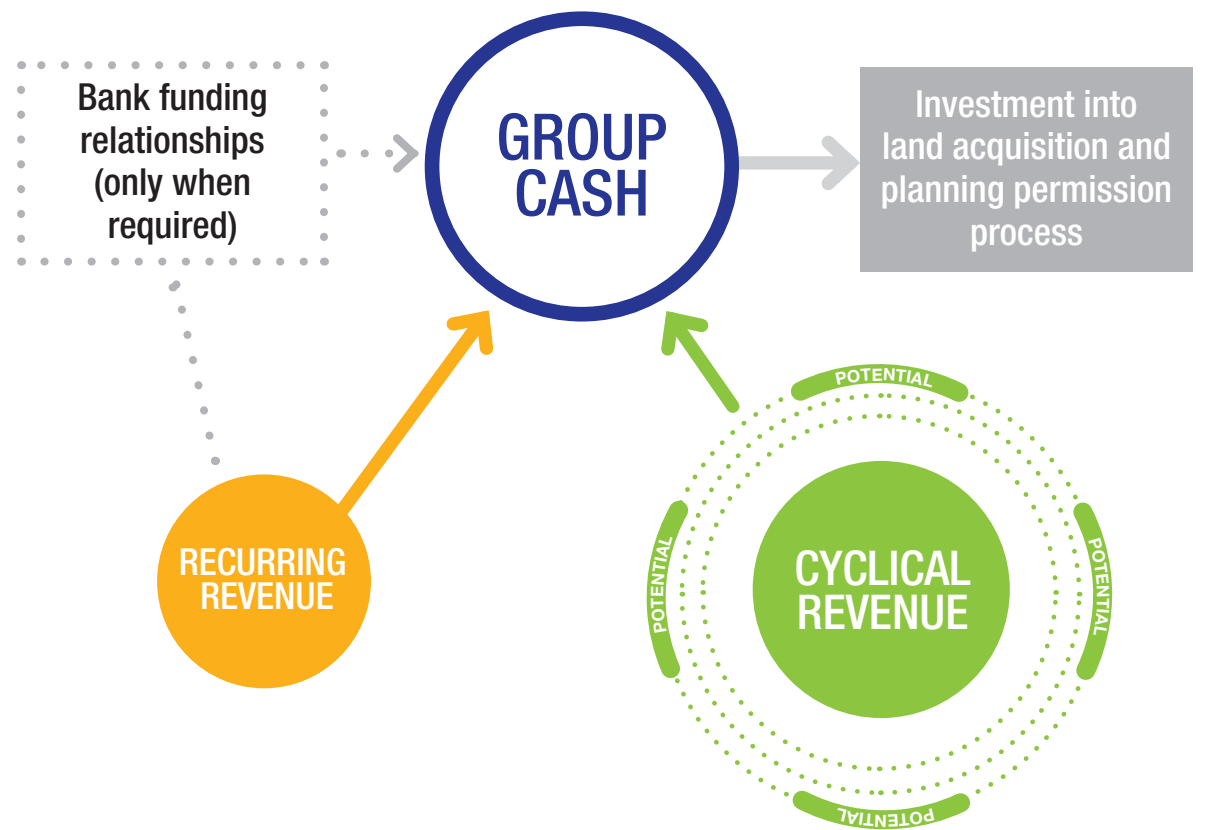 Bank funding
relationships
(only when
required)
GROUP
CASH
Investment into
land acquisition and
planning permission
process
RECURRING
REVENUE
POTENTIAL
POTENTIAL
CYCLICAL
REVENUE
POTENTIAL
POTENTIAL